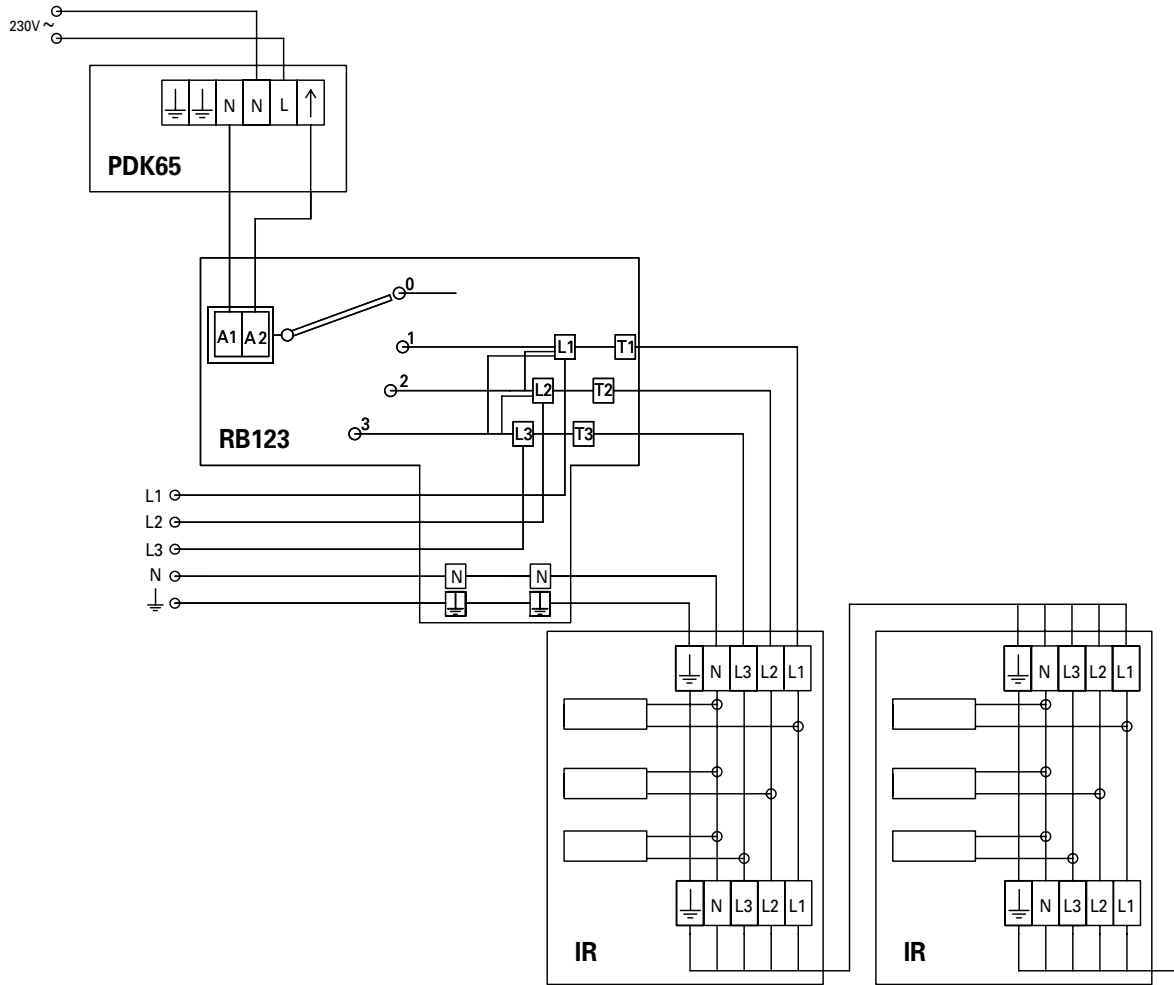 230V ~
N N L ↑
PDK65
0
A1 A2
1 L1 T1
2 L2 T2
3 L3 T3
RB123
L1
L2
L3
N N N
N L3 L2 L1
N L3 L2 L1
N L3 L2 L1
N L3 L2 L1
IR
IR